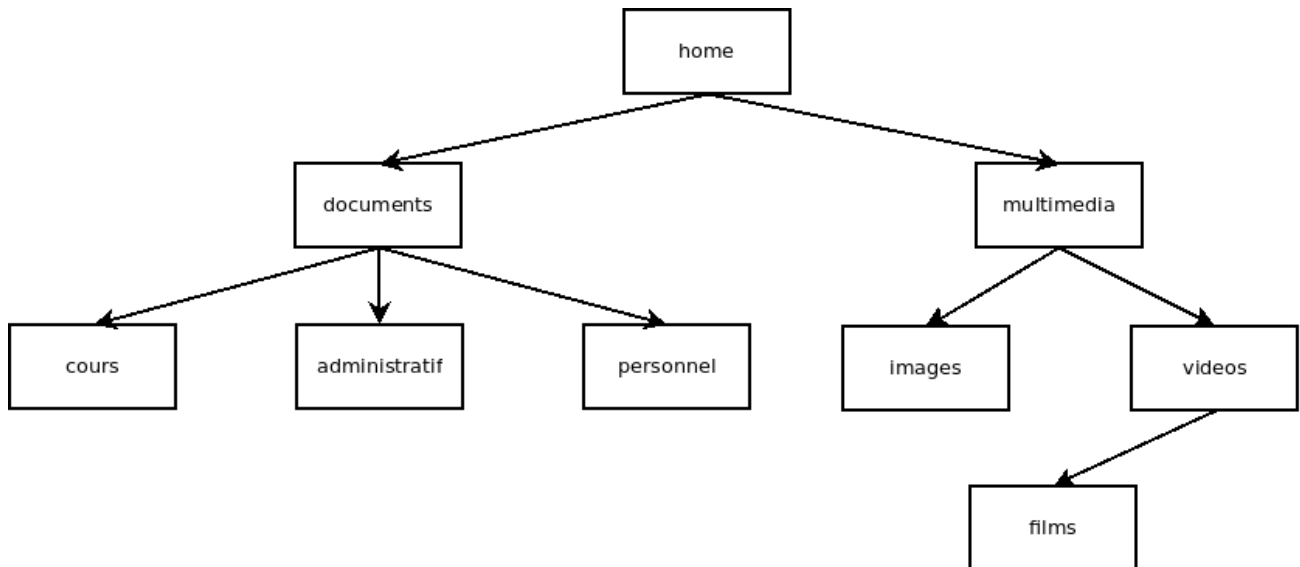 home
documents
multimedia
cours
administratif
personnel
images
videos
films